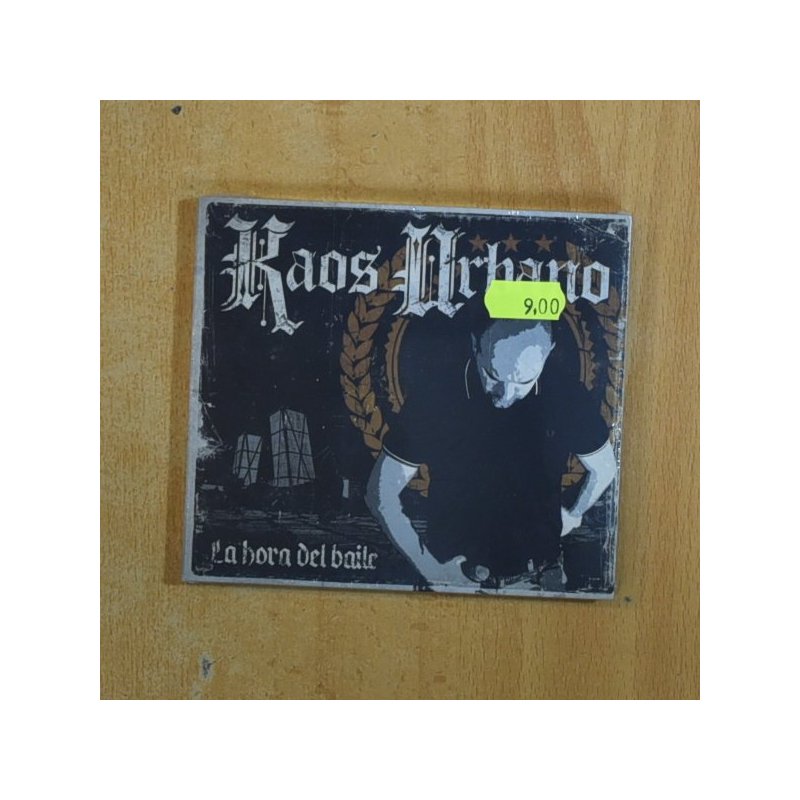 Kaos Urbano
9,00
La hora del baile